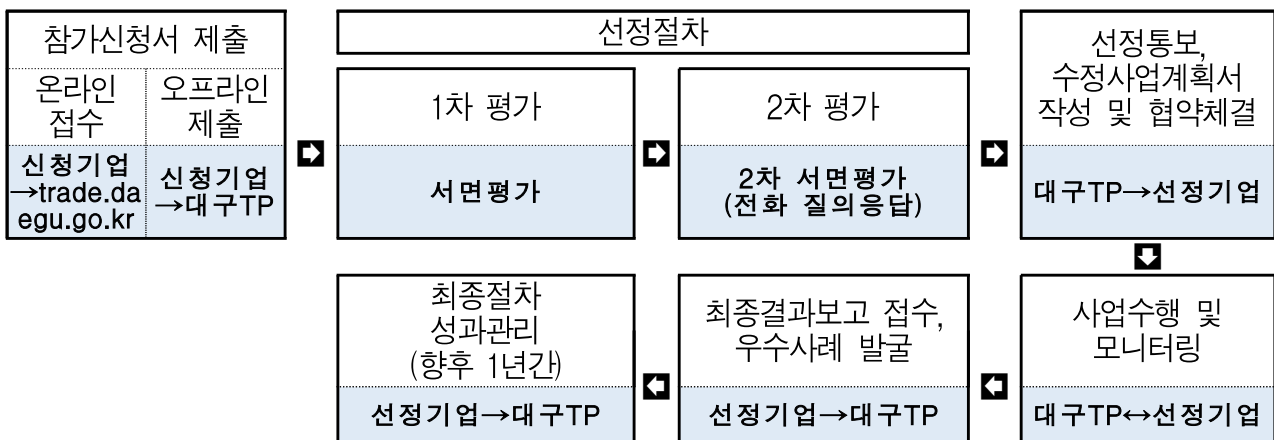 참가신청서 제출
온라인
접수
오프라인
제출
신청기업
→trade.da
egu.go.kr
신청기업
→대구TP
선정절차
1차 평가
서면평가
2차 평가
2차 서면평가
(전화 질의응답)
선정통보,
수정사업계획서
작성 및 협약체결
대구TP→선정기업
사업수행 및
모니터링
대구TP↔선정기업
최종결과보고 접수,
우수사례 발굴
선정기업→대구TP
최종절차
성과관리
(향후 1년간)
선정기업→대구TP